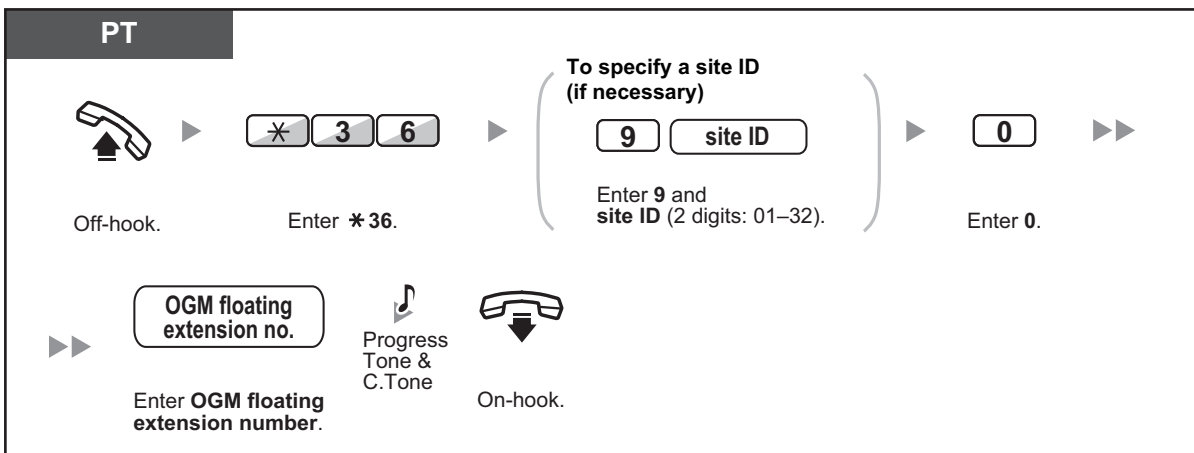 PT
To specify a site ID
(if necessary)
* 3 6
9 site ID
0
Off-hook.
Enter *36.
Enter 9 and
site ID (2 digits: 01–32).
Enter 0.
OGM floating
extension no.
Progress
Tone &
C.Tone
Enter OGM floating
extension number.
On-hook.